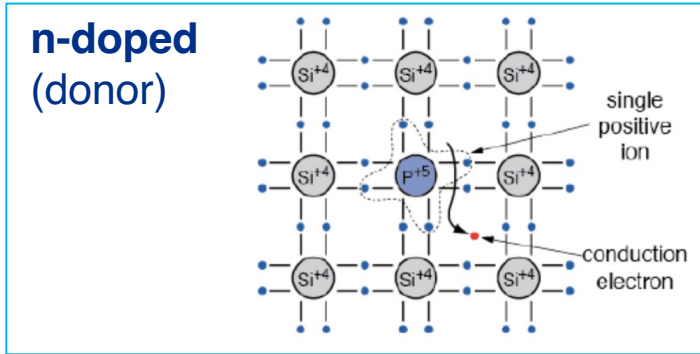 n-doped
(donor)
Si+4
Si+4
Si+4
single
positive
ion
Si+4
P+5
Si+4
conduction
electron
Si+4
Si+4
Si+4